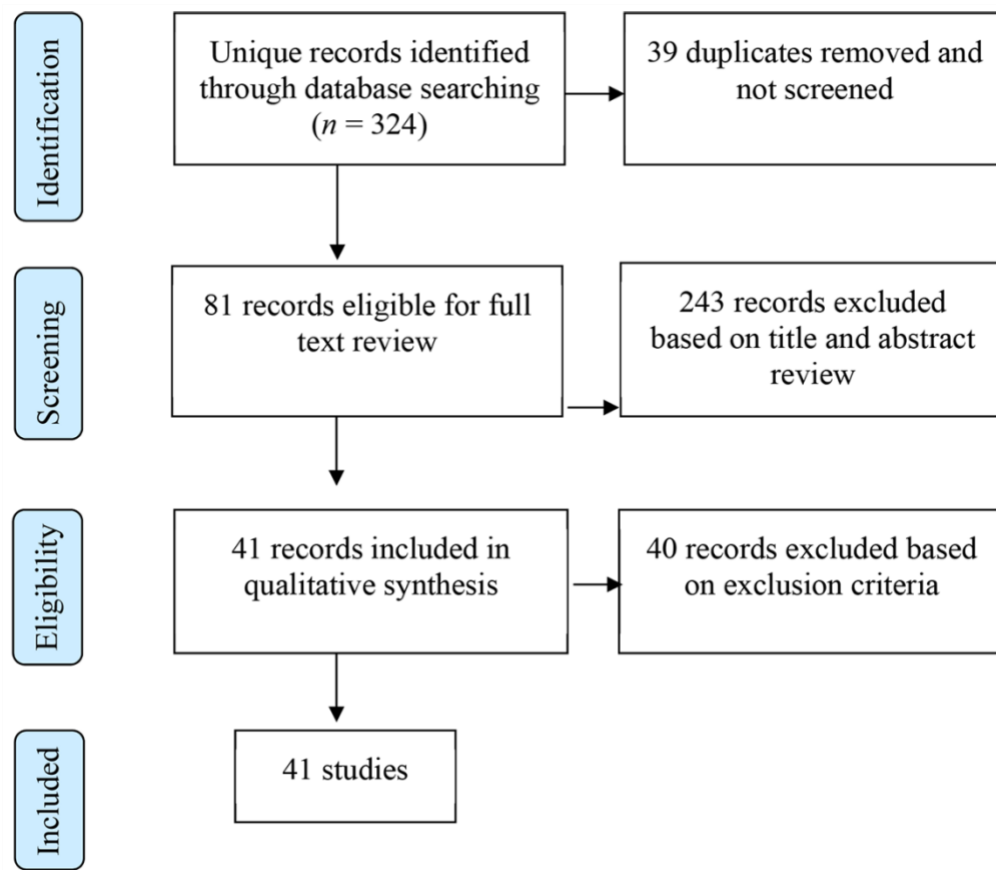 Identification
Unique records identified
through database searching
(n = 324)
39 duplicates removed and
not screened
Screening
81 records eligible for full
text review
243 records excluded
based on title and abstract
review
Eligibility
41 records included in
qualitative synthesis
40 records excluded based
on exclusion criteria
Included
41 studies